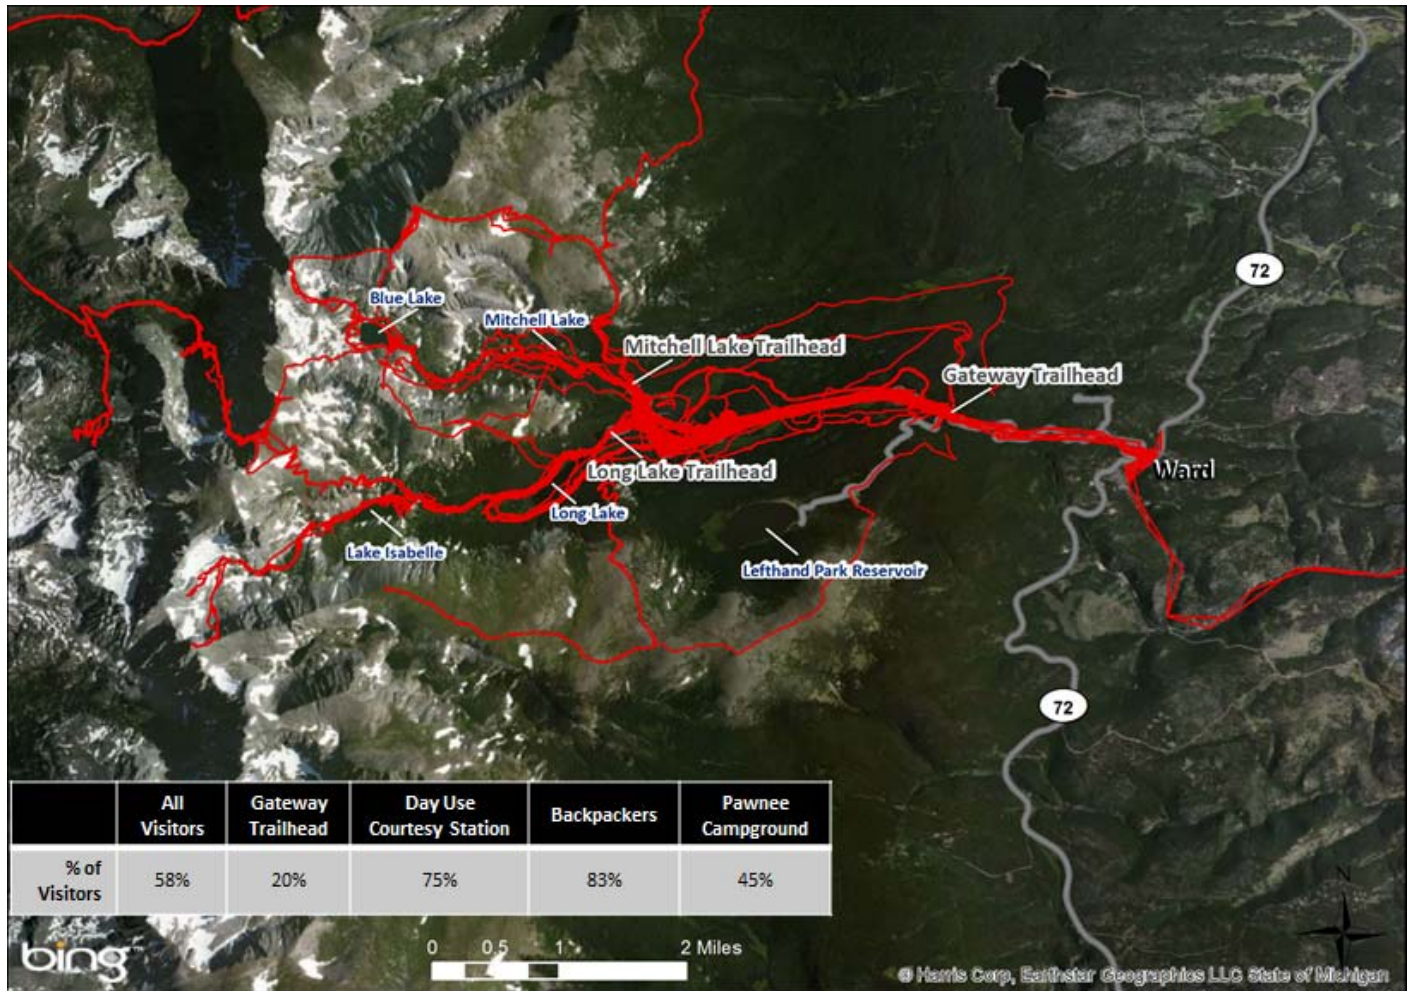 72
Blue Lake
Mitchell Lake
Mitchell Lake Trailhead
Gateway Trailhead
Long Lake Trailhead
Ward
Long Lake
Lake Isabelle
Lefthand Park Reservoir
72
All
Visitors
Gateway
Trailhead
Day Use
Courtesy Station
Backpackers
Pawnee
Campground
% of
Visitors
58%
20%
75%
83%
45%
N
0 0.5 1 2 Miles
bing
© Harris Corp, Earthstar Geographics LLC State of Michigan